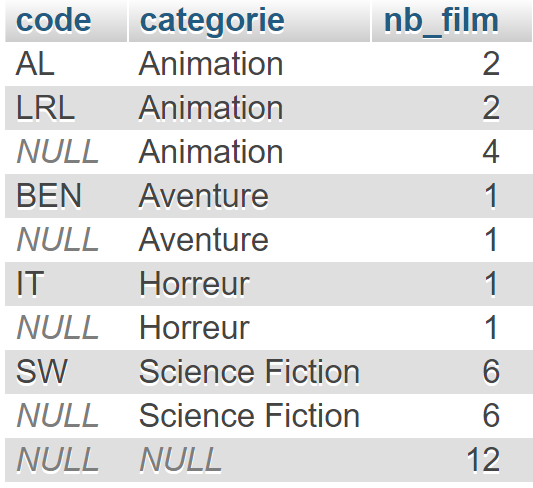 code categorie nb_film
AL Animation 2
LRL Animation 2
NULL Animation 4
BEN Aventure 1
NULL Aventure 1
IT Horreur 1
NULL Horreur 1
SW Science Fiction 6
NULL Science Fiction 6
NULL NULL 12